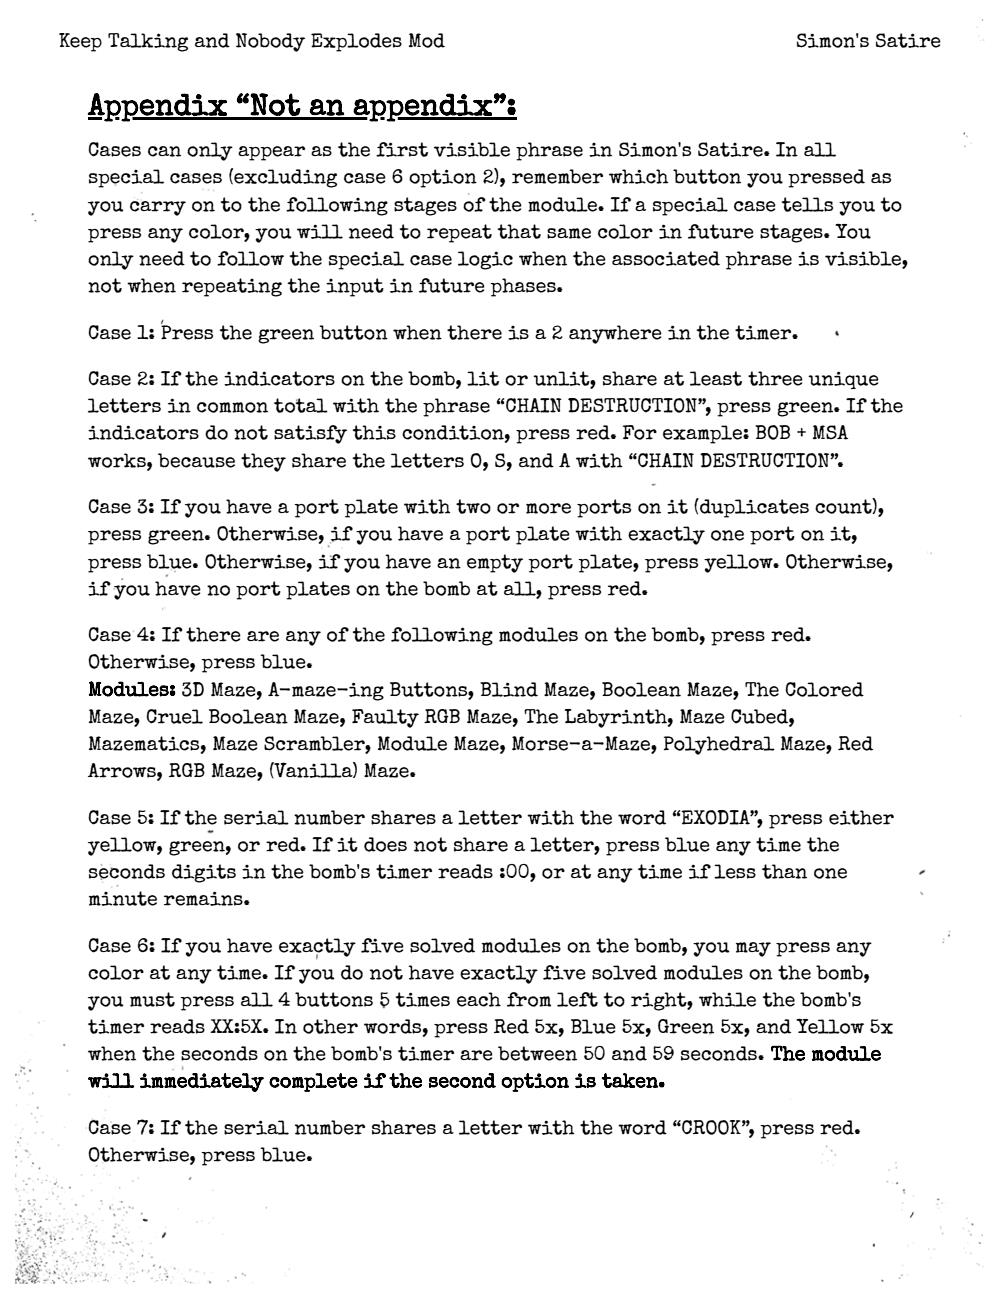 Keep Talking and Nobody Explodes Mod
Simon's Satire
Appendix “Not an appendix”:
Cases can only appear as the first visible phrase in Simon's Satire. In all
special cases (excluding case 6 option 2), remember which button you pressed as
you carry on to the following stages of the module. If a special case tells you to
press any color, you will need to repeat that same color in future stages. You
only need to follow the special case logic when the associated phrase is visible,
not when repeating the input in future phases.
Case 1: Press the green button when there is a 2 anywhere in the timer.
Case 2: If the indicators on the bomb, lit or unlit, share at least three unique
letters in common total with the phrase “CHAIN DESTRUCTION”, press green. If the
indicators do not satisfy this condition, press red. For example: BOB + MSA
works, because they share the letters O, S, and A with “CHAIN DESTRUCTION”.
Case 3: If you have a port plate with two or more ports on it (duplicates count),
press green. Otherwise, if you have a port plate with exactly one port on it,
press blue. Otherwise, if you have an empty port plate, press yellow. Otherwise,
if you have no port plates on the bomb at all, press red.
Case 4: If there are any of the following modules on the bomb, press red.
Otherwise, press blue.
Modules: 3D Maze, A-maze-ing Buttons, Blind Maze, Boolean Maze, The Colored
Maze, Cruel Boolean Maze, Faulty RGB Maze, The Labyrinth, Maze Cubed,
Mazematics, Maze Scrambler, Module Maze, Morse-a-Maze, Polyhedral Maze, Red
Arrows, RGB Maze, (Vanilla) Maze.
Case 5: If the serial number shares a letter with the word “EXODIA”, press either
yellow, green, or red. If it does not share a letter, press blue any time the
seconds digits in the bomb's timer reads :00, or at any time if less than one
minute remains.
Case 6: If you have exactly five solved modules on the bomb, you may press any
color at any time. If you do not have exactly five solved modules on the bomb,
you must press all 4 buttons 5 times each from left to right, while the bomb's
timer reads XX:5X. In other words, press Red 5x, Blue 5x, Green 5x, and Yellow 5x
when the seconds on the bomb's timer are between 50 and 59 seconds. The module
will immediately complete if the second option is taken.
Case 7: If the serial number shares a letter with the word “CROOK”, press red.
Otherwise, press blue.